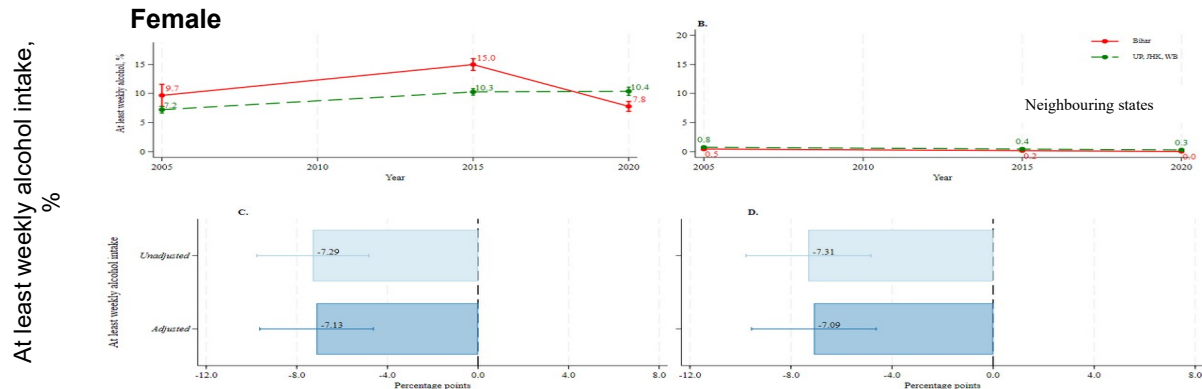 Female
At least weekly alcohol intake,
%
At least weekly alcohol, %
15
10
5
0
9.7
7.2
15.0
10.3
10.4
7.8
2005
2010
2015
2020
Year
B.
20
15
10
5
0
Bihar
UP, JHK, WB
Neighbouring states
0.8
0.5
0.4
0.2
0.3
0.0
2005
2010
2015
2020
Year
C.
At least weekly alcohol intake
Unadjusted
Adjusted
-7.29
-7.13
-12.0
-8.0
-4.0
0.0
4.0
8.0
Percentage points
D.
-7.31
-7.09
-12.0
-8.0
-4.0
0.0
4.0
8.0
Percentage points